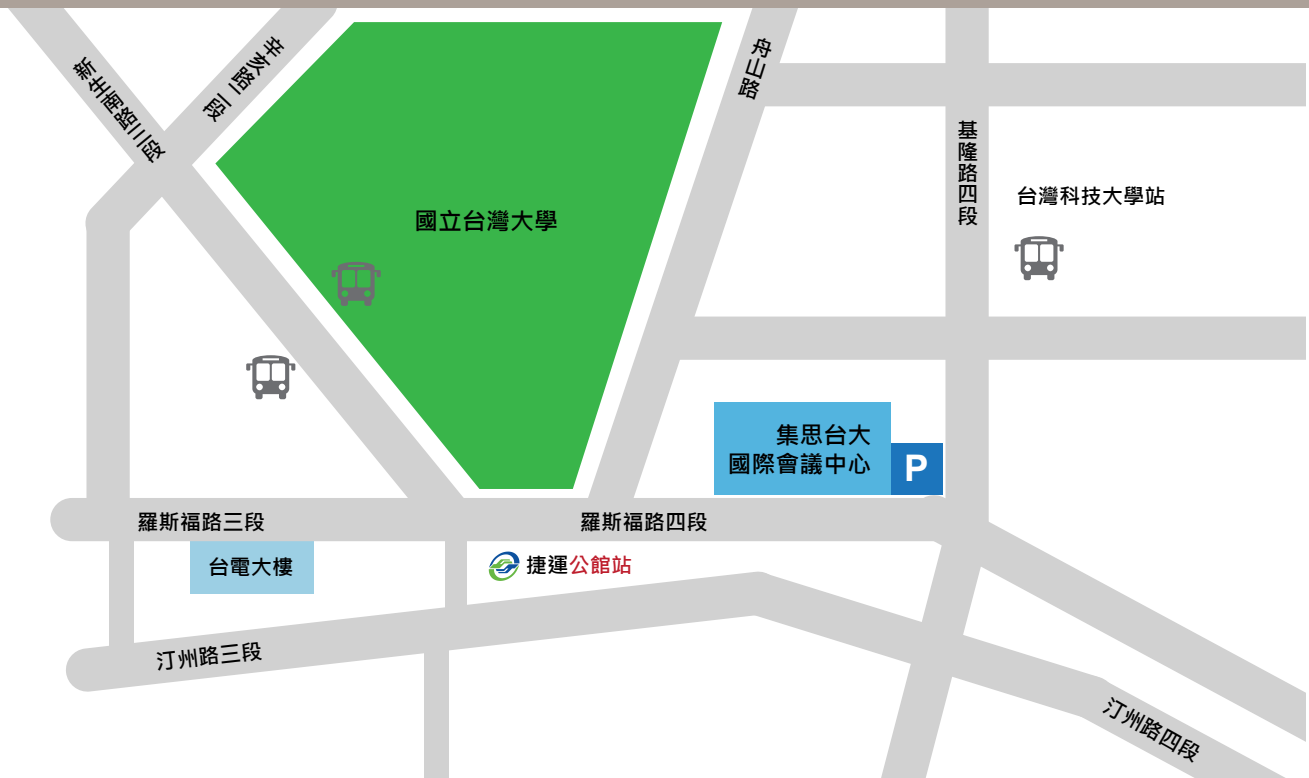 新生南路三段
辛亥路一段
舟山路
基隆路四段
台灣科技大學站
國立台灣大學
集思台大
國際會議中心
P
羅斯福路三段
羅斯福路四段
台電大樓
捷運公館站
汀州路三段
汀州路四段